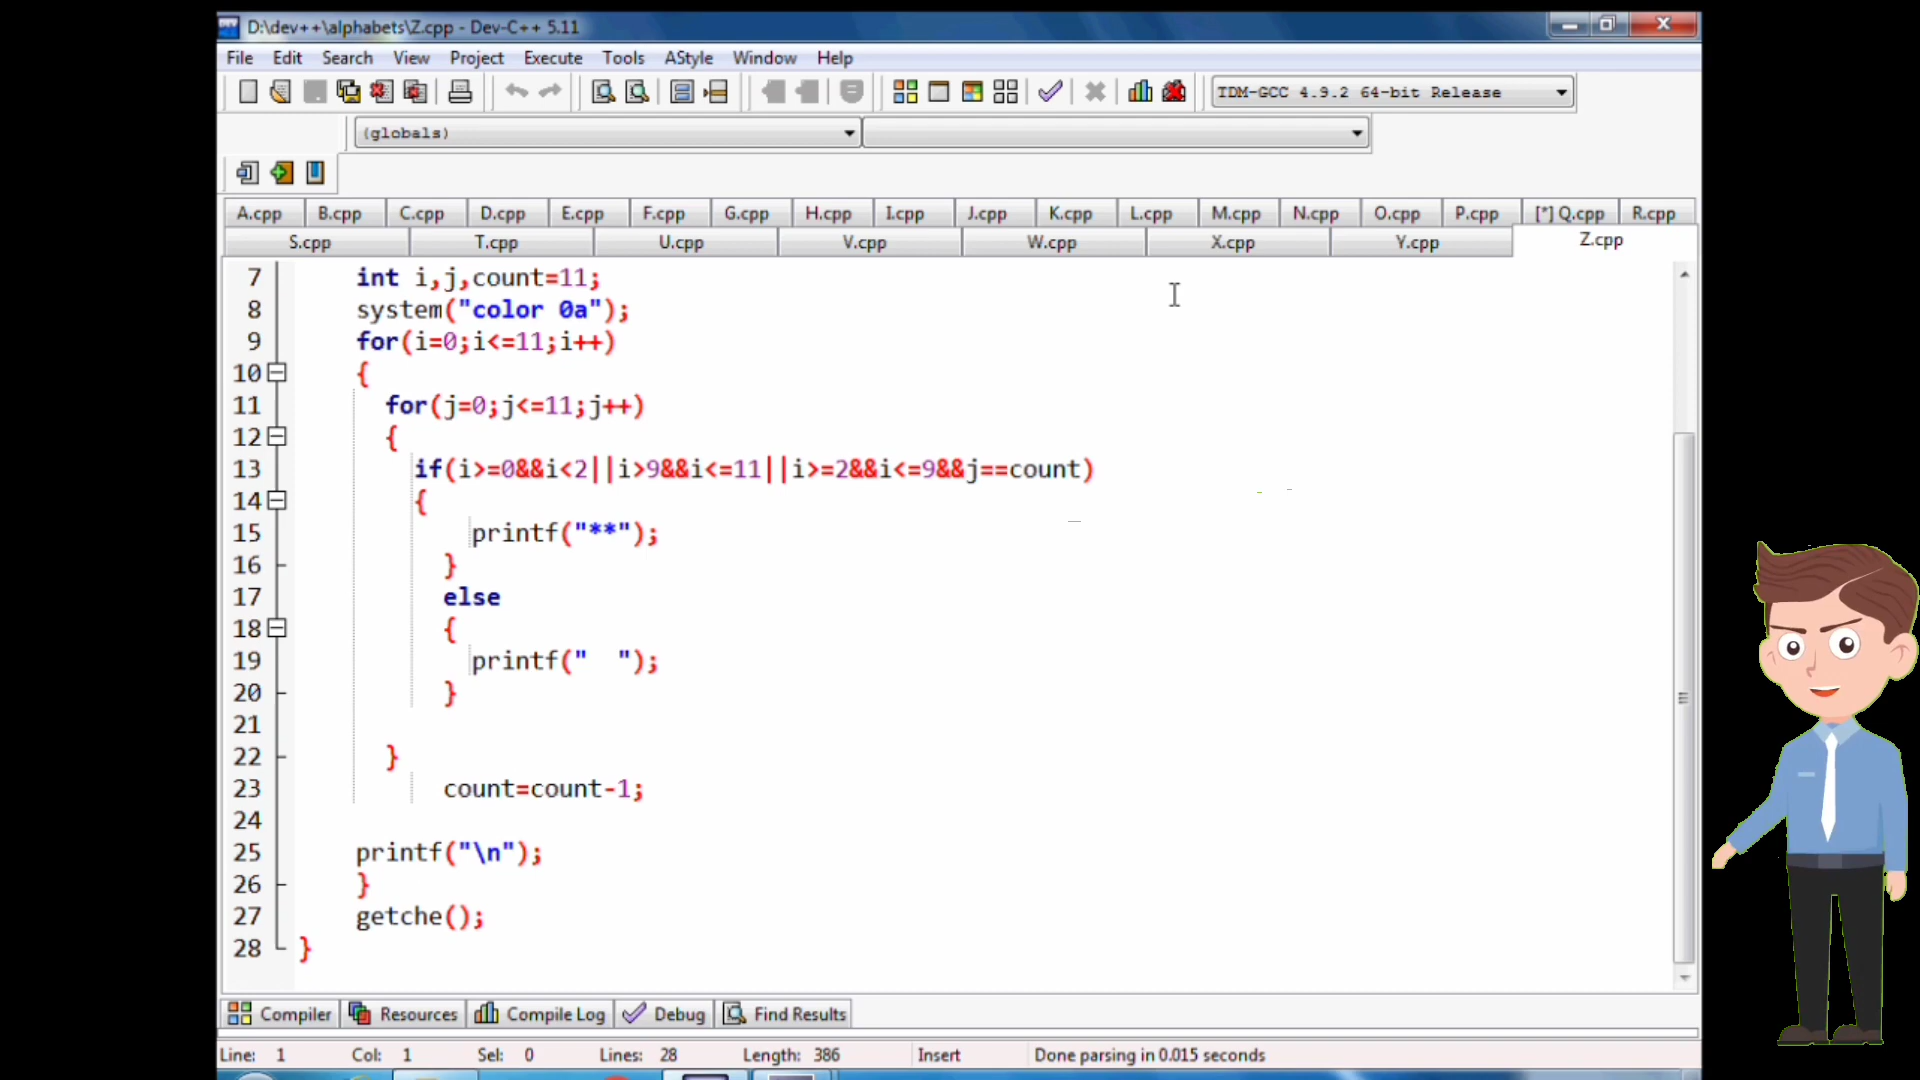 D:\dev++\alphabets\Z.cpp - Dev-C++ 5.11
File Edit Search View Project Execute Tools AStyle Window Help
TDM-GCC 4.9.2 64-bit Release
(globals)
A.cpp B.cpp C.cpp D.cpp E.cpp F.cpp G.cpp H.cpp I.cpp J.cpp K.cpp L.cpp M.cpp N.cpp O.cpp P.cpp [*] Q.cpp R.cpp
S.cpp T.cpp U.cpp V.cpp W.cpp X.cpp Y.cpp Z.cpp
7 int i,j,count=11;
8 system("color 0a");
9 for(i=0;i<=11;i++)
10 {
11 for(j=0;j<=11;j++)
12 {
13 if(i>=0&&i<2||i>9&&i<=11||i>=2&&i<=9&&j==count)
14 {
15 printf("**");
16 }
17 else
18 {
19 printf("  ");
20 }
21
22 }
23 count=count-1;
24
25 printf("\n");
26 }
27 getche();
28 }
Compiler Resources Compile Log Debug Find Results
Line: 1 Col: 1 Sel: 0 Lines: 28 Length: 386 Insert Done parsing in 0.015 seconds